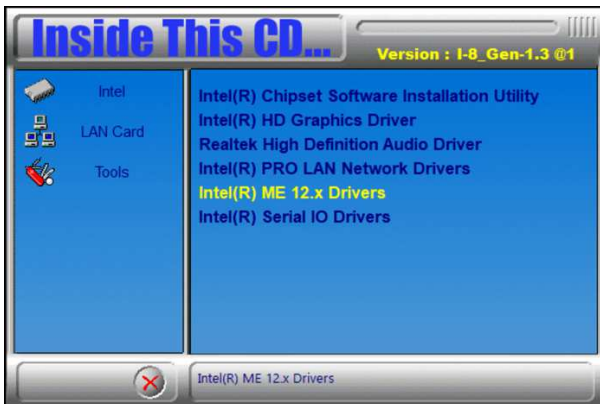 Inside This CD...
Version : I-8_Gen-1.3 @1
Intel
LAN Card
Tools
Intel(R) Chipset Software Installation Utility
Intel(R) HD Graphics Driver
Realtek High Definition Audio Driver
Intel(R) PRO LAN Network Drivers
Intel(R) ME 12.x Drivers
Intel(R) Serial IO Drivers
Intel(R) ME 12.x Drivers